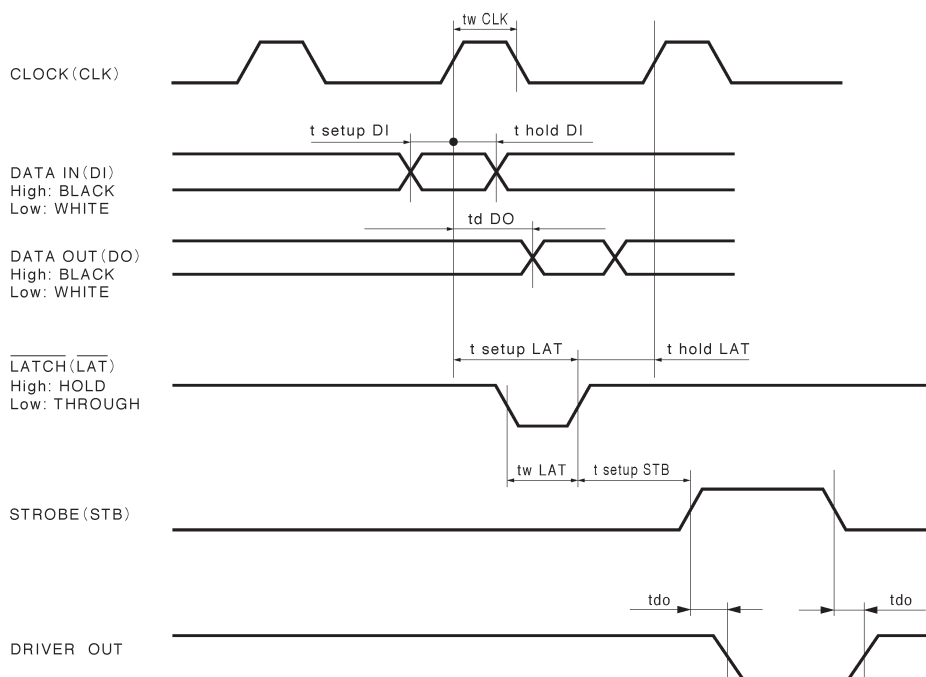 tw CLK
CLOCK(CLK)
t setup DI
t hold DI
DATA IN(DI)
High: BLACK
Low: WHITE
td DO
DATA OUT(DO)
High: BLACK
Low: WHITE
t setup LAT
t hold LAT
L̅A̅T̅C̅H̅(L̅A̅T̅)
High: HOLD
Low: THROUGH
tw LAT
t setup STB
STROBE(STB)
tdo
tdo
DRIVER OUT